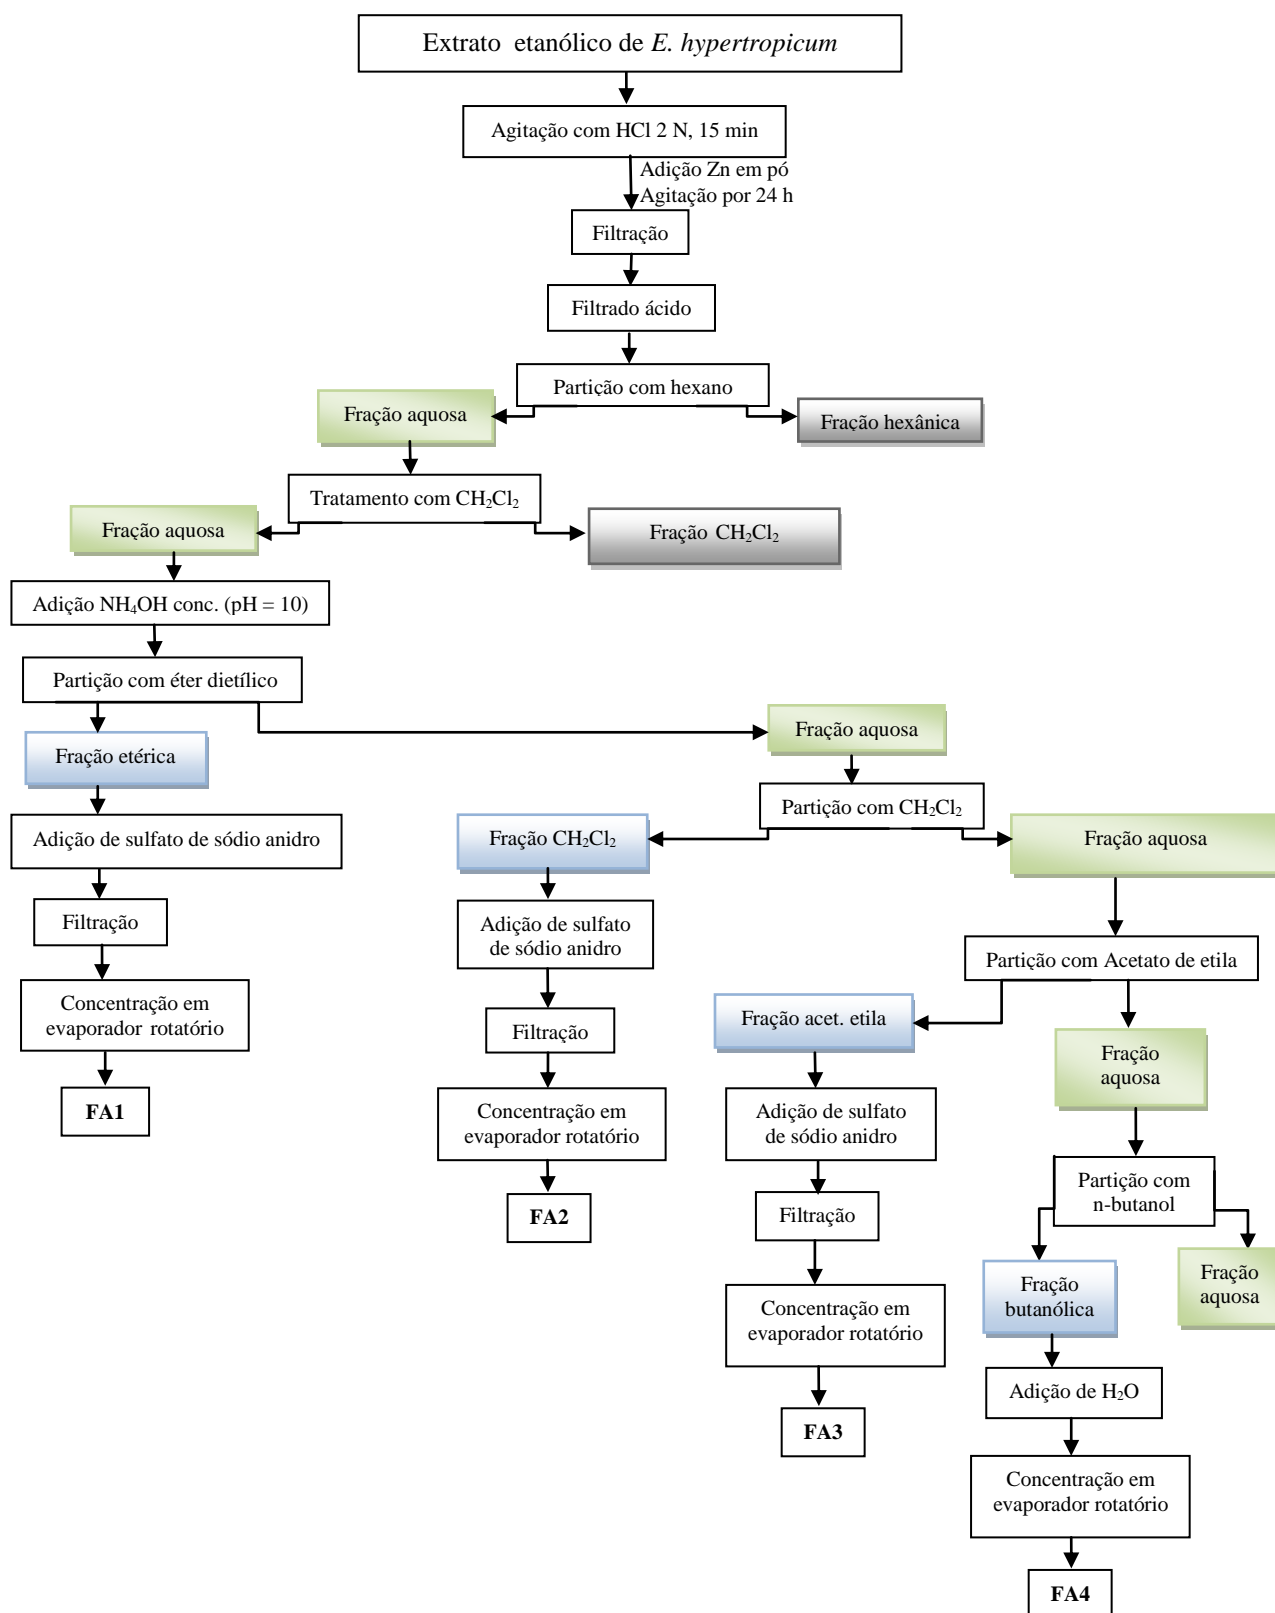 Extrato etanólico de E. hypertropicum
Agitação com HCl 2 N, 15 min
Adição Zn em pó
Agitação por 24 h
Filtração
Filtrado ácido
Partição com hexano
Fração aquosa
Fração hexânica
Tratamento com CH₂Cl₂
Fração aquosa
Fração CH₂Cl₂
Adição NH₄OH conc. (pH = 10)
Partição com éter dietílico
Fração etérica
Fração aquosa
Adição de sulfato de sódio anidro
Filtração
Concentração em
evaporador rotatório
FA1
Partição com CH₂Cl₂
Fração CH₂Cl₂
Fração aquosa
Adição de sulfato
de sódio anidro
Filtração
Concentração em
evaporador rotatório
FA2
Partição com Acetato de etila
Fração acet. etila
Fração
aquosa
Adição de sulfato
de sódio anidro
Filtração
Concentração em
evaporador rotatório
FA3
Partição com
n-butanol
Fração
butanólica
Fração
aquosa
Adição de H₂O
Concentração em
evaporador rotatório
FA4